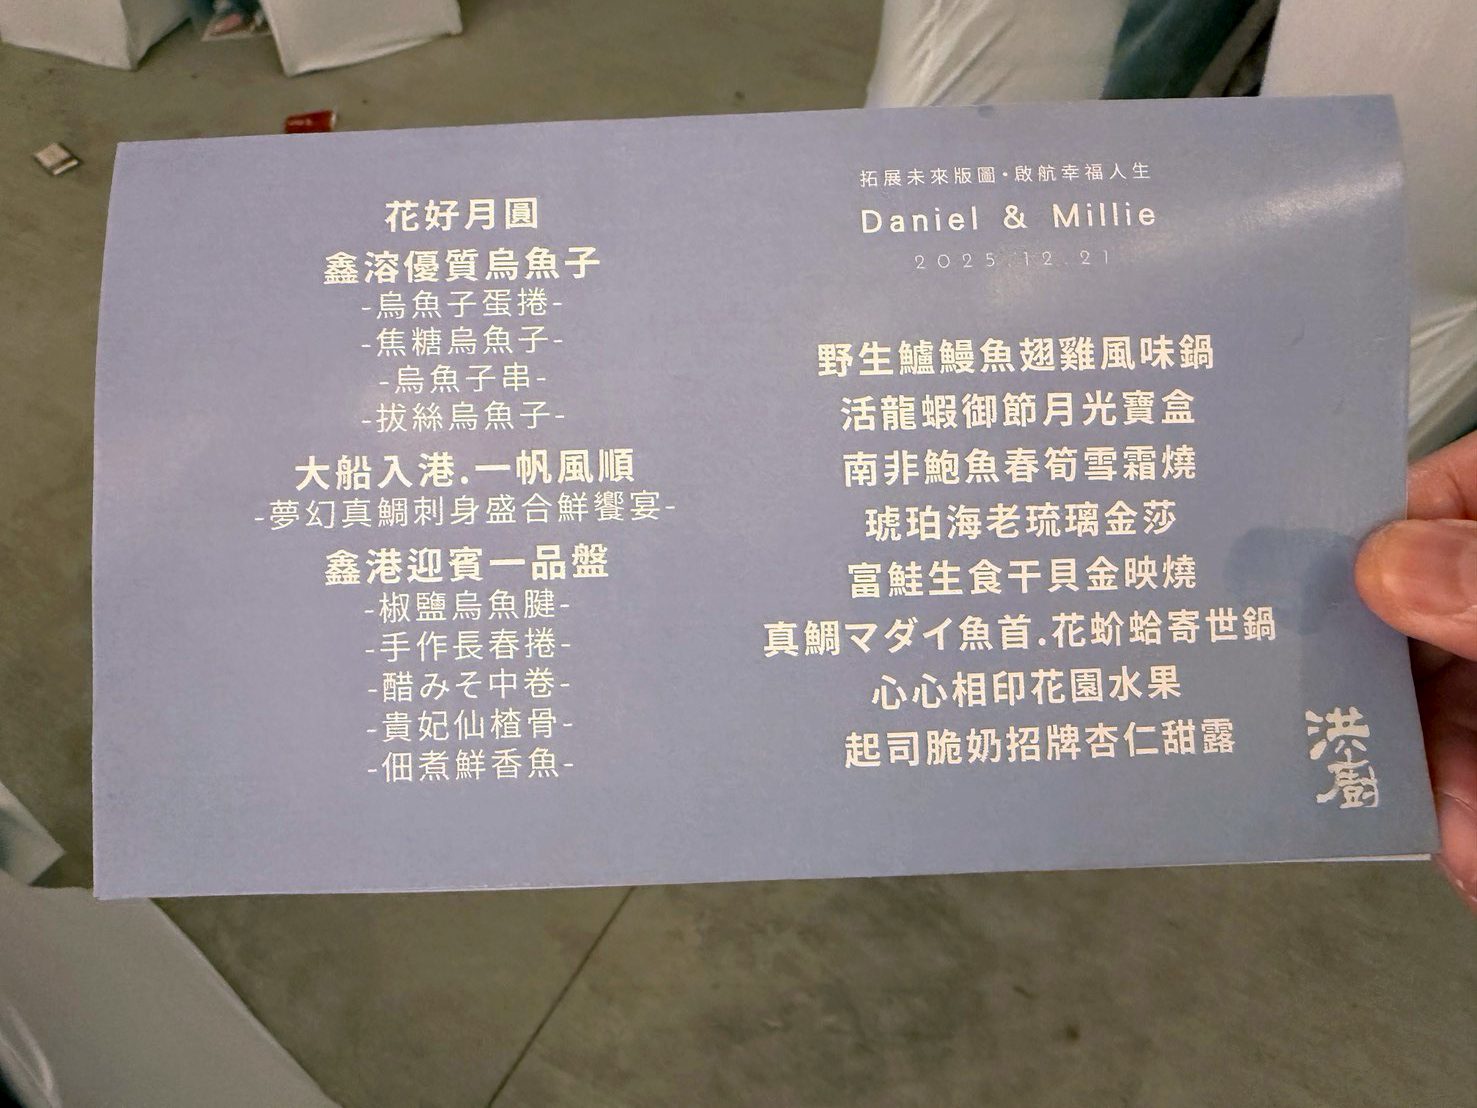 花好月圓
鑫溶優質烏魚子
-烏魚子蛋捲-
-焦糖烏魚子-
-烏魚子串-
-拔絲烏魚子-
大船入港.一帆風順
-夢幻真鯛刺身盛合鮮饗宴-
鑫港迎賓一品盤
-椒鹽烏魚腱-
-手作長春捲-
-醋みそ中卷-
-貴妃仙楂骨-
-佃煮鮮香魚-
拓展未來版圖·啟航幸福人生
Daniel & Millie
2025.12.21
野生鱸鰻魚翅雞風味鍋
活龍蝦御節月光寶盒
南非鮑魚春筍雪霜燒
琥珀海老琉璃金莎
富鮭生食干貝金映燒
真鯛マダイ魚首.花蚧蛤寄世鍋
心心相印花園水果
起司脆奶招牌杏仁甜露
洪廚